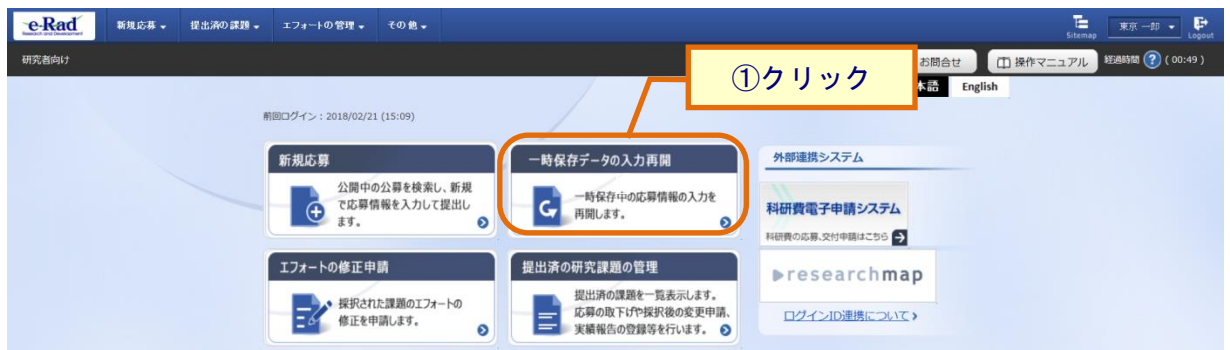 e-Rad
Research and Development
新規応募
提出済の課題
エフォートの管理
その他
Sitemap
東京 一郎
Logout
研究者向け
お問合せ
操作マニュアル
経過時間 ? ( 00:49 )
①クリック
本語
English
前回ログイン：2018/02/21 (15:09)
新規応募
公開中の公募を検索し、新規
で応募情報を入力して提出し
ます。
一時保存データの入力再開
一時保存中の応募情報の入力を
再開します。
エフォートの修正申請
採択された課題のエフォートの
修正を申請します。
提出済の研究課題の管理
提出済の課題を一覧表示します。
応募の取下げや採択後の変更申請、
実績報告の登録等を行います。
外部連携システム
科研費電子申請システム
科研費の応募、交付申請はこちら
researchmap
ログインID連携について